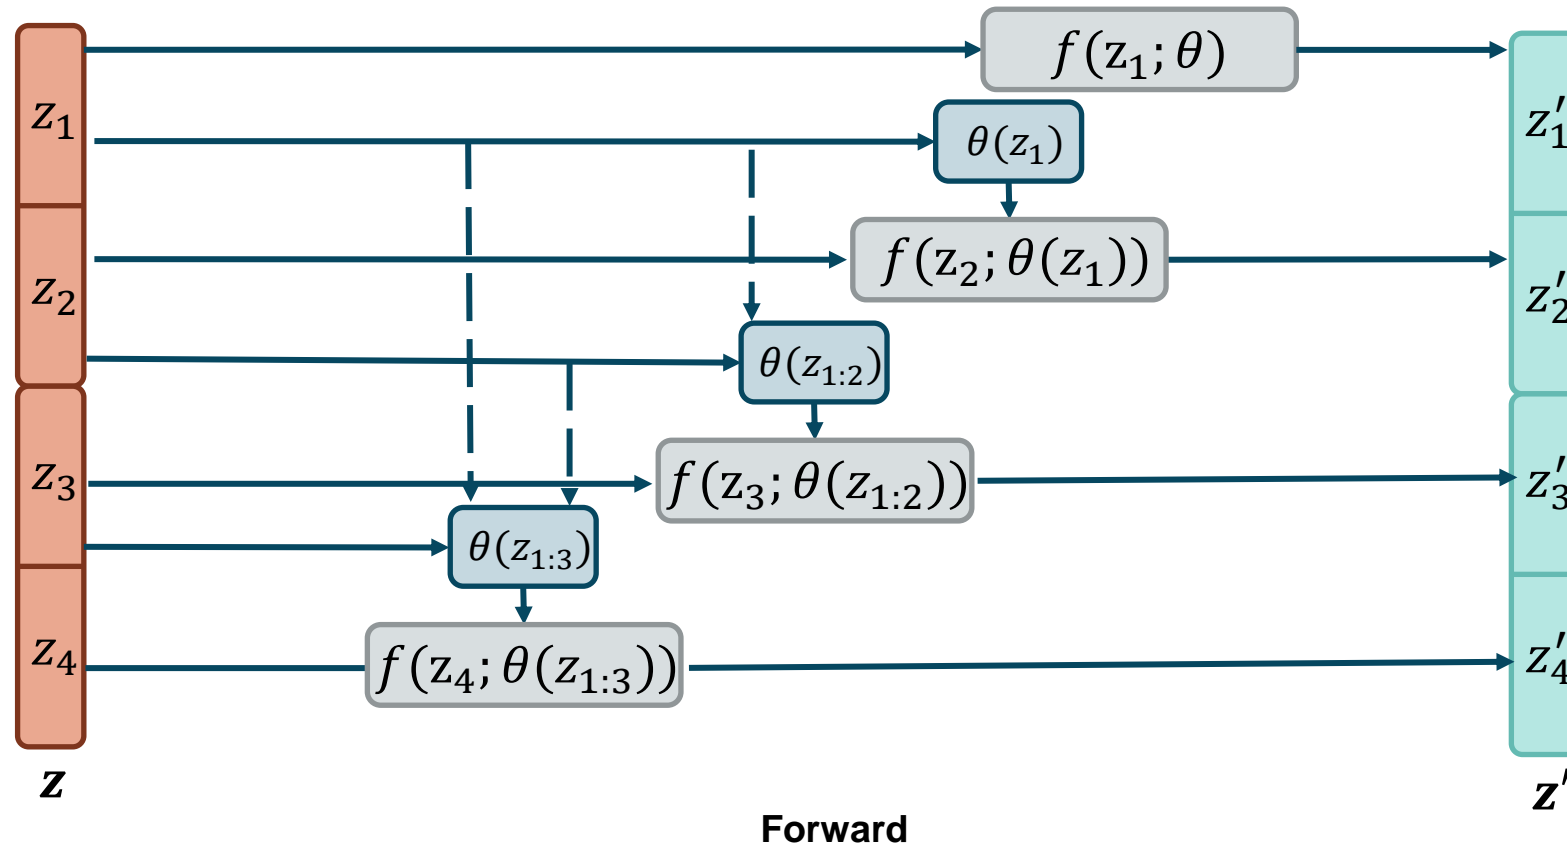 z₁
z₂
z₃
z₄
z
f(z₁; θ)
θ(z₁)
f(z₂; θ(z₁))
θ(z₁:₂)
f(z₃; θ(z₁:₂))
θ(z₁:₃)
f(z₄; θ(z₁:₃))
z′₁
z′₂
z′₃
z′₄
z′
Forward